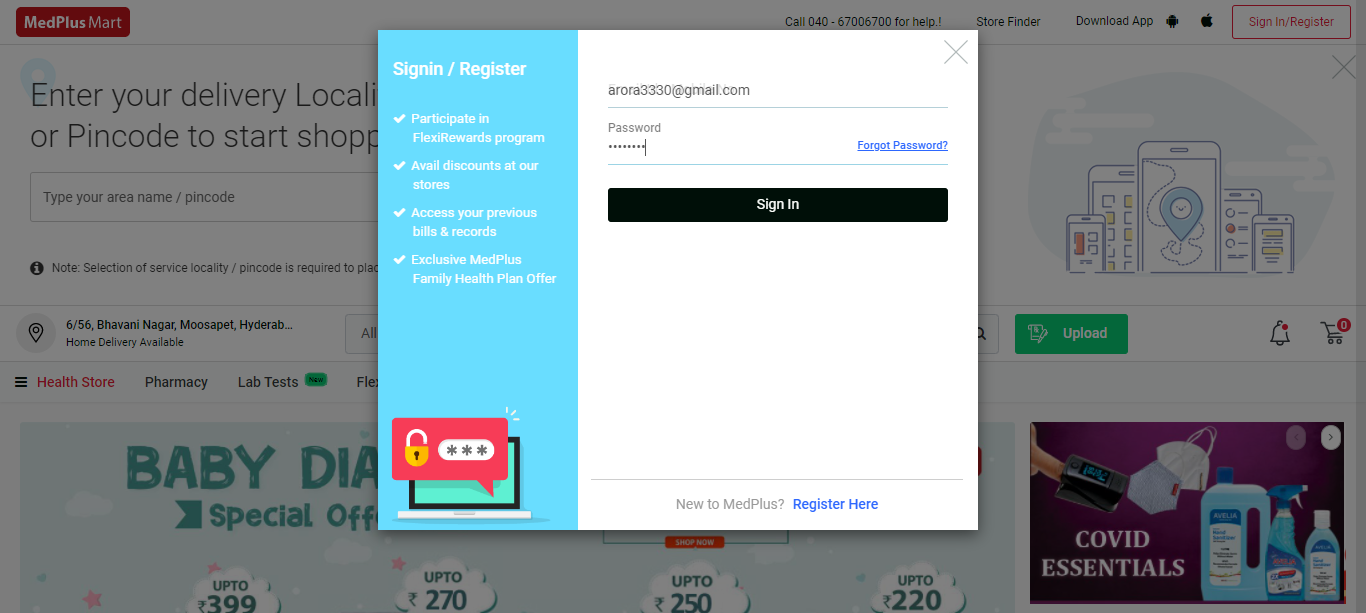 MedPlus Mart
Call 040 - 67006700 for help.!
Store Finder
Download App
Sign In/Register
Enter your delivery Locali
or Pincode to start shopp
Type your area name / pincode
Note: Selection of service locality / pincode is required to plac
Signin / Register
Participate in
FlexiRewards program
Avail discounts at our
stores
Access your previous
bills & records
Exclusive MedPlus
Family Health Plan Offer
***
arora3330@gmail.com
Password
Forgot Password?
Sign In
New to MedPlus? Register Here
6/56, Bhavani Nagar, Moosapet, Hyderab...
Home Delivery Available
All
Upload
0
Health Store
Pharmacy
Lab Tests New
Flex
BABY DIA
Special Offe
SHOP NOW
UPTO
₹399
UPTO
₹ 270
UPTO
₹ 250
UPTO
₹220
COVID
ESSENTIALS
AVELIA